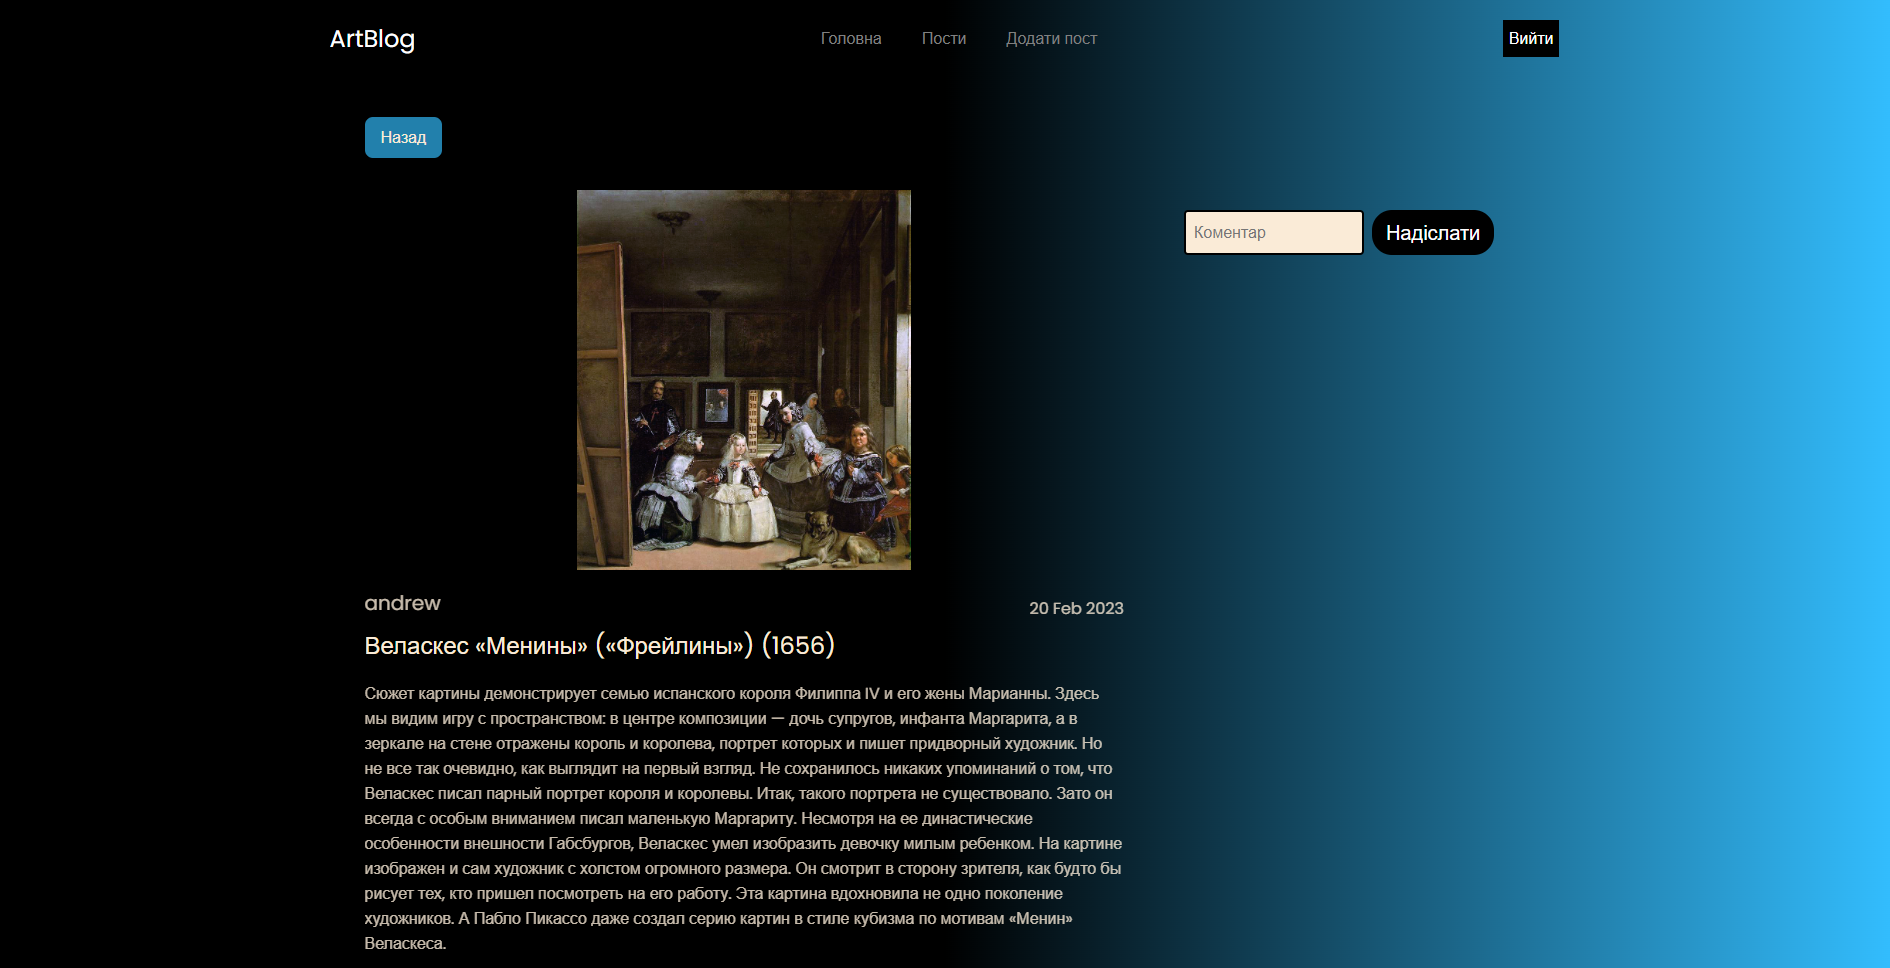 ArtBlog
Головна
Пости
Додати пост
Вийти
Назад
Коментар
Надіслати
andrew
20 Feb 2023
Веласкес «Менины» («Фрейлины») (1656)
Сюжет картины демонстрирует семью испанского короля Филиппа IV и его жены Марианны. Здесь
мы видим игру с пространством: в центре композиции — дочь супругов, инфанта Маргарита, а в
зеркале на стене отражены король и королева, портрет которых и пишет придворный художник. Но
не все так очевидно, как выглядит на первый взгляд. Не сохранилось никаких упоминаний о том, что
Веласкес писал парный портрет короля и королевы. Итак, такого портрета не существовало. Зато он
всегда с особым вниманием писал маленькую Маргариту. Несмотря на ее династические
особенности внешности Габсбургов, Веласкес умел изобразить девочку милым ребенком. На картине
изображен и сам художник с холстом огромного размера. Он смотрит в сторону зрителя, как будто бы
рисует тех, кто пришел посмотреть на его работу. Эта картина вдохновила не одно поколение
художников. А Пабло Пикассо даже создал серию картин в стиле кубизма по мотивам «Менин»
Веласкеса.